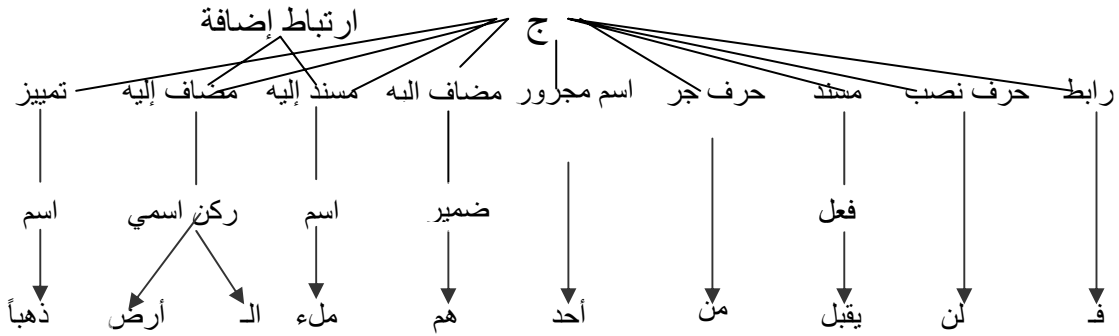 ج ارتباط إضافة
رابط حرف نصب مسند حرف جر اسم مجرور مضاف اليه مسند إليه مضاف إليه تمييز
فعل ضمير اسم ركن اسمي اسم
فـ لن يقبل من أحد هم ملء الـ أرض ذهباً